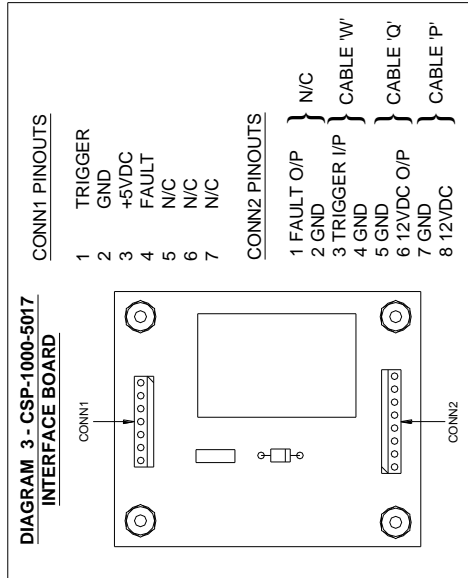 DIAGRAM 3 - CSP-1000-5017
INTERFACE BOARD
CONN1
CONN2
CONN1 PINOUTS
1 TRIGGER
2 GND
3 +5VDC
4 FAULT
5 N/C
6 N/C
7 N/C
CONN2 PINOUTS
1 FAULT O/P
2 GND
N/C
3 TRIGGER I/P
4 GND
CABLE 'W'
5 GND
6 12VDC O/P
CABLE 'Q'
7 GND
8 12VDC
CABLE 'P'